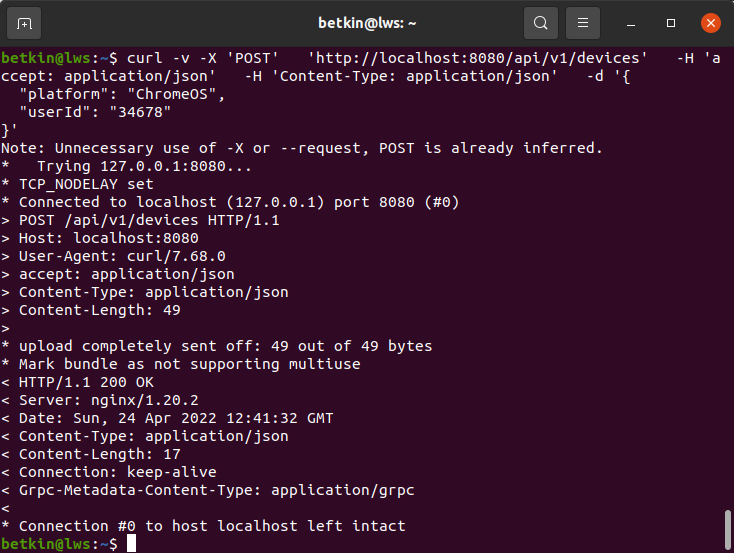 betkin@lws: ~
betkin@lws:~$ curl -v -X 'POST'   'http://localhost:8080/api/v1/devices'   -H 'a
ccept: application/json'   -H 'Content-Type: application/json'   -d '{
  "platform": "ChromeOS",
  "userId": "34678"
}'
Note: Unnecessary use of -X or --request, POST is already inferred.
*   Trying 127.0.0.1:8080...
* TCP_NODELAY set
* Connected to localhost (127.0.0.1) port 8080 (#0)
> POST /api/v1/devices HTTP/1.1
> Host: localhost:8080
> User-Agent: curl/7.68.0
> accept: application/json
> Content-Type: application/json
> Content-Length: 49
>
* upload completely sent off: 49 out of 49 bytes
* Mark bundle as not supporting multiuse
< HTTP/1.1 200 OK
< Server: nginx/1.20.2
< Date: Sun, 24 Apr 2022 12:41:32 GMT
< Content-Type: application/json
< Content-Length: 17
< Connection: keep-alive
< Grpc-Metadata-Content-Type: application/grpc
<
* Connection #0 to host localhost left intact
betkin@lws:~$